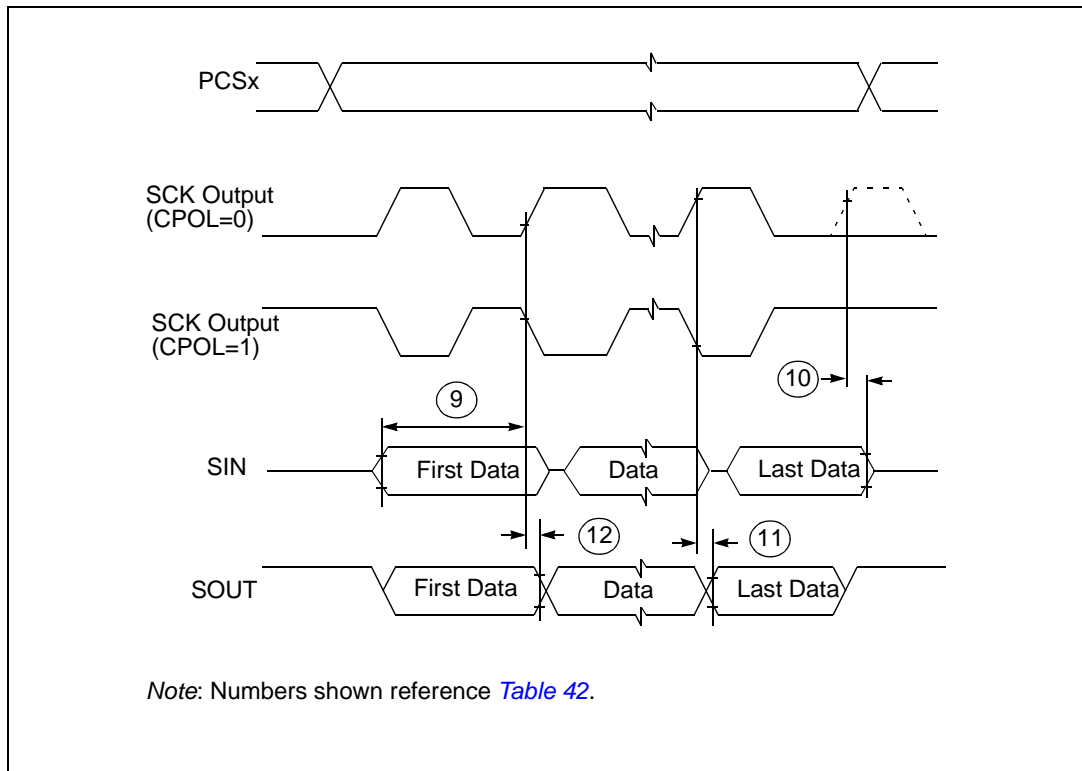 PCSx
SCK Output
(CPOL=0)
SCK Output
(CPOL=1)
10
9
SIN
First Data
Data
Last Data
12
11
SOUT
First Data
Data
Last Data
Note: Numbers shown reference Table 42.